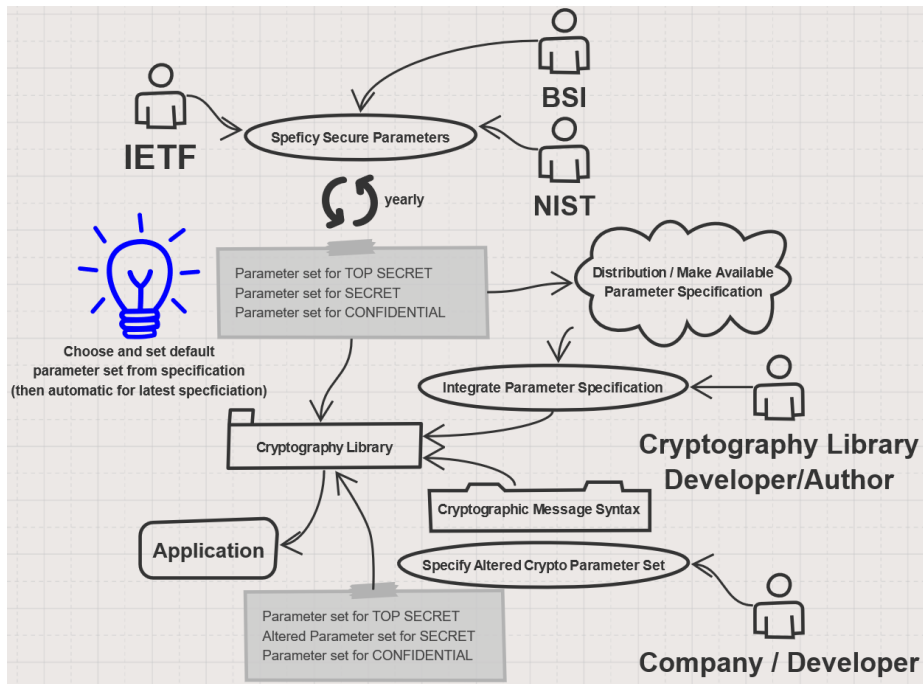 BSI
IETF
Speficy Secure Parameters
NIST
yearly
Parameter set for TOP SECRET
Parameter set for SECRET
Parameter set for CONFIDENTIAL
Distribution / Make Available
Parameter Specification
Choose and set default
parameter set from specification
(then automatic for latest specficiation)
Integrate Parameter Specification
Cryptography Library
Developer/Author
Cryptography Library
Cryptographic Message Syntax
Application
Specify Altered Crypto Parameter Set
Parameter set for TOP SECRET
Altered Parameter set for SECRET
Parameter set for CONFIDENTIAL
Company / Developer